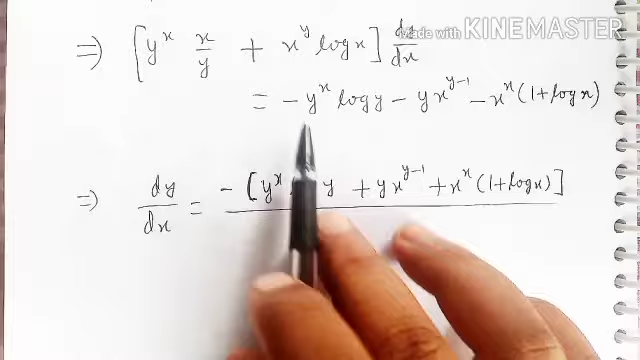 Made with KINEMASTER
⇒ [y^x x/y + x^y log x] dy/dx
= - y^x log y - y x^{y-1} - x^x (1 + log x)
⇒ dy/dx = - [y^x y + y x^{y-1} + x^x (1 + log x)]